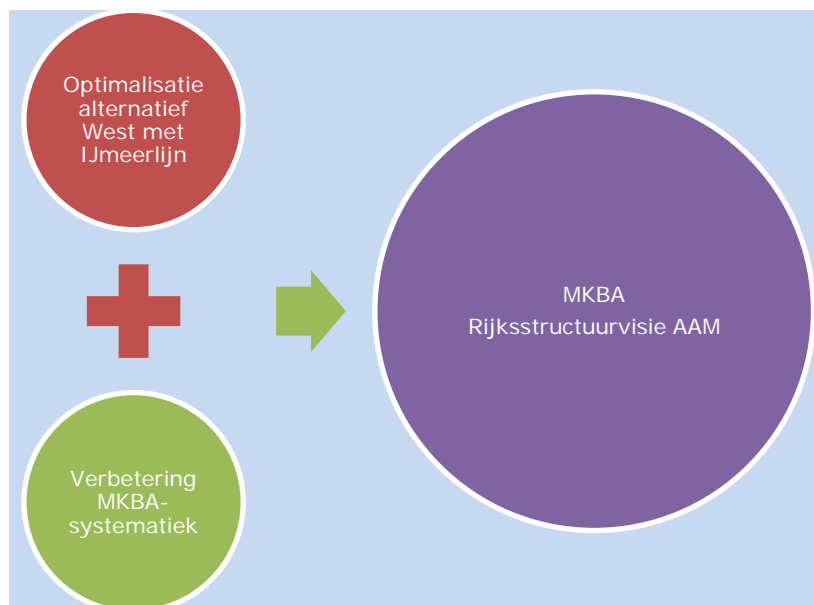 Optimalisatie
alternatief
West met
IJmeerlijn
Verbetering
MKBA-
systematiek
MKBA
Rijksstructuurvisie AAM